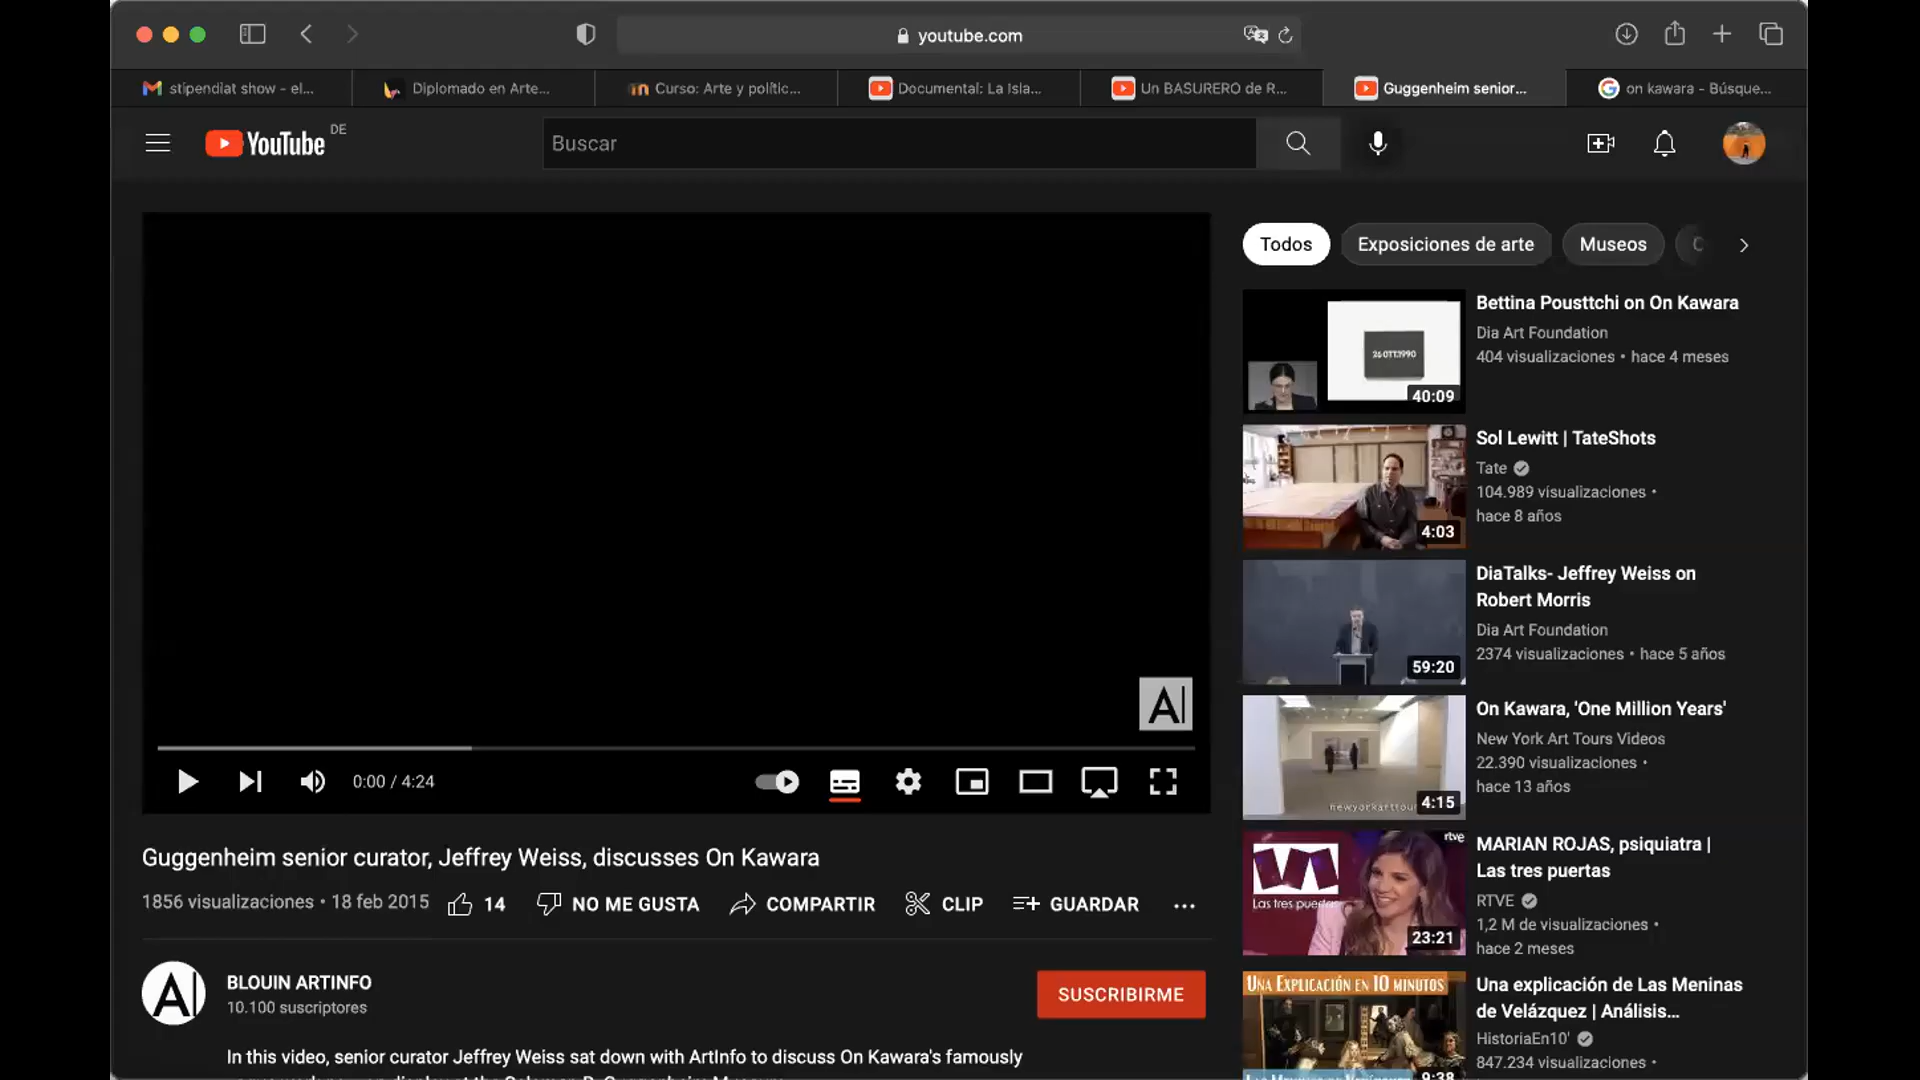 youtube.com
stipendiat show - el...
Diplomado en Arte...
Curso: Arte y polític...
Documental: La Isla...
Un BASURERO de R...
Guggenheim senior...
on kawara - Búsque...
YouTube DE
Buscar
Todos
Exposiciones de arte
Museos
AI
0:00 / 4:24
Guggenheim senior curator, Jeffrey Weiss, discusses On Kawara
1856 visualizaciones • 18 feb 2015
14
NO ME GUSTA
COMPARTIR
CLIP
GUARDAR
AI
BLOUIN ARTINFO
10.100 suscriptores
SUSCRIBIRME
In this video, senior curator Jeffrey Weiss sat down with ArtInfo to discuss On Kawara's famously
26 OTT.1990
40:09
Bettina Pousttchi on On Kawara
Dia Art Foundation
404 visualizaciones • hace 4 meses
4:03
Sol Lewitt | TateShots
Tate
104.989 visualizaciones •
hace 8 años
59:20
DiaTalks- Jeffrey Weiss on
Robert Morris
Dia Art Foundation
2374 visualizaciones • hace 5 años
4:15
On Kawara, 'One Million Years'
New York Art Tours Videos
22.390 visualizaciones •
hace 13 años
rtve
Las tres puertas
23:21
MARIAN ROJAS, psiquiatra |
Las tres puertas
RTVE
1,2 M de visualizaciones •
hace 2 meses
UNA EXPLICACIÓN EN 10 MINUTOS
9:38
Una explicación de Las Meninas
de Velázquez | Análisis...
HistoriaEn10'
847.234 visualizaciones •